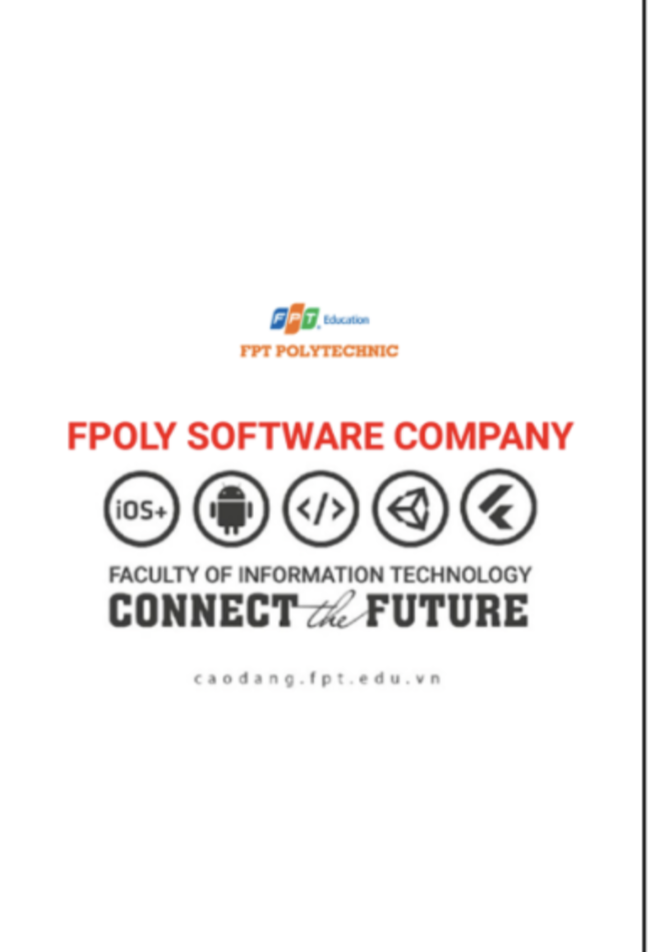 FPT Education
FPT POLYTECHNIC
FPOLY SOFTWARE COMPANY
iOS+ </>
FACULTY OF INFORMATION TECHNOLOGY
CONNECT the FUTURE
caodang.fpt.edu.vn